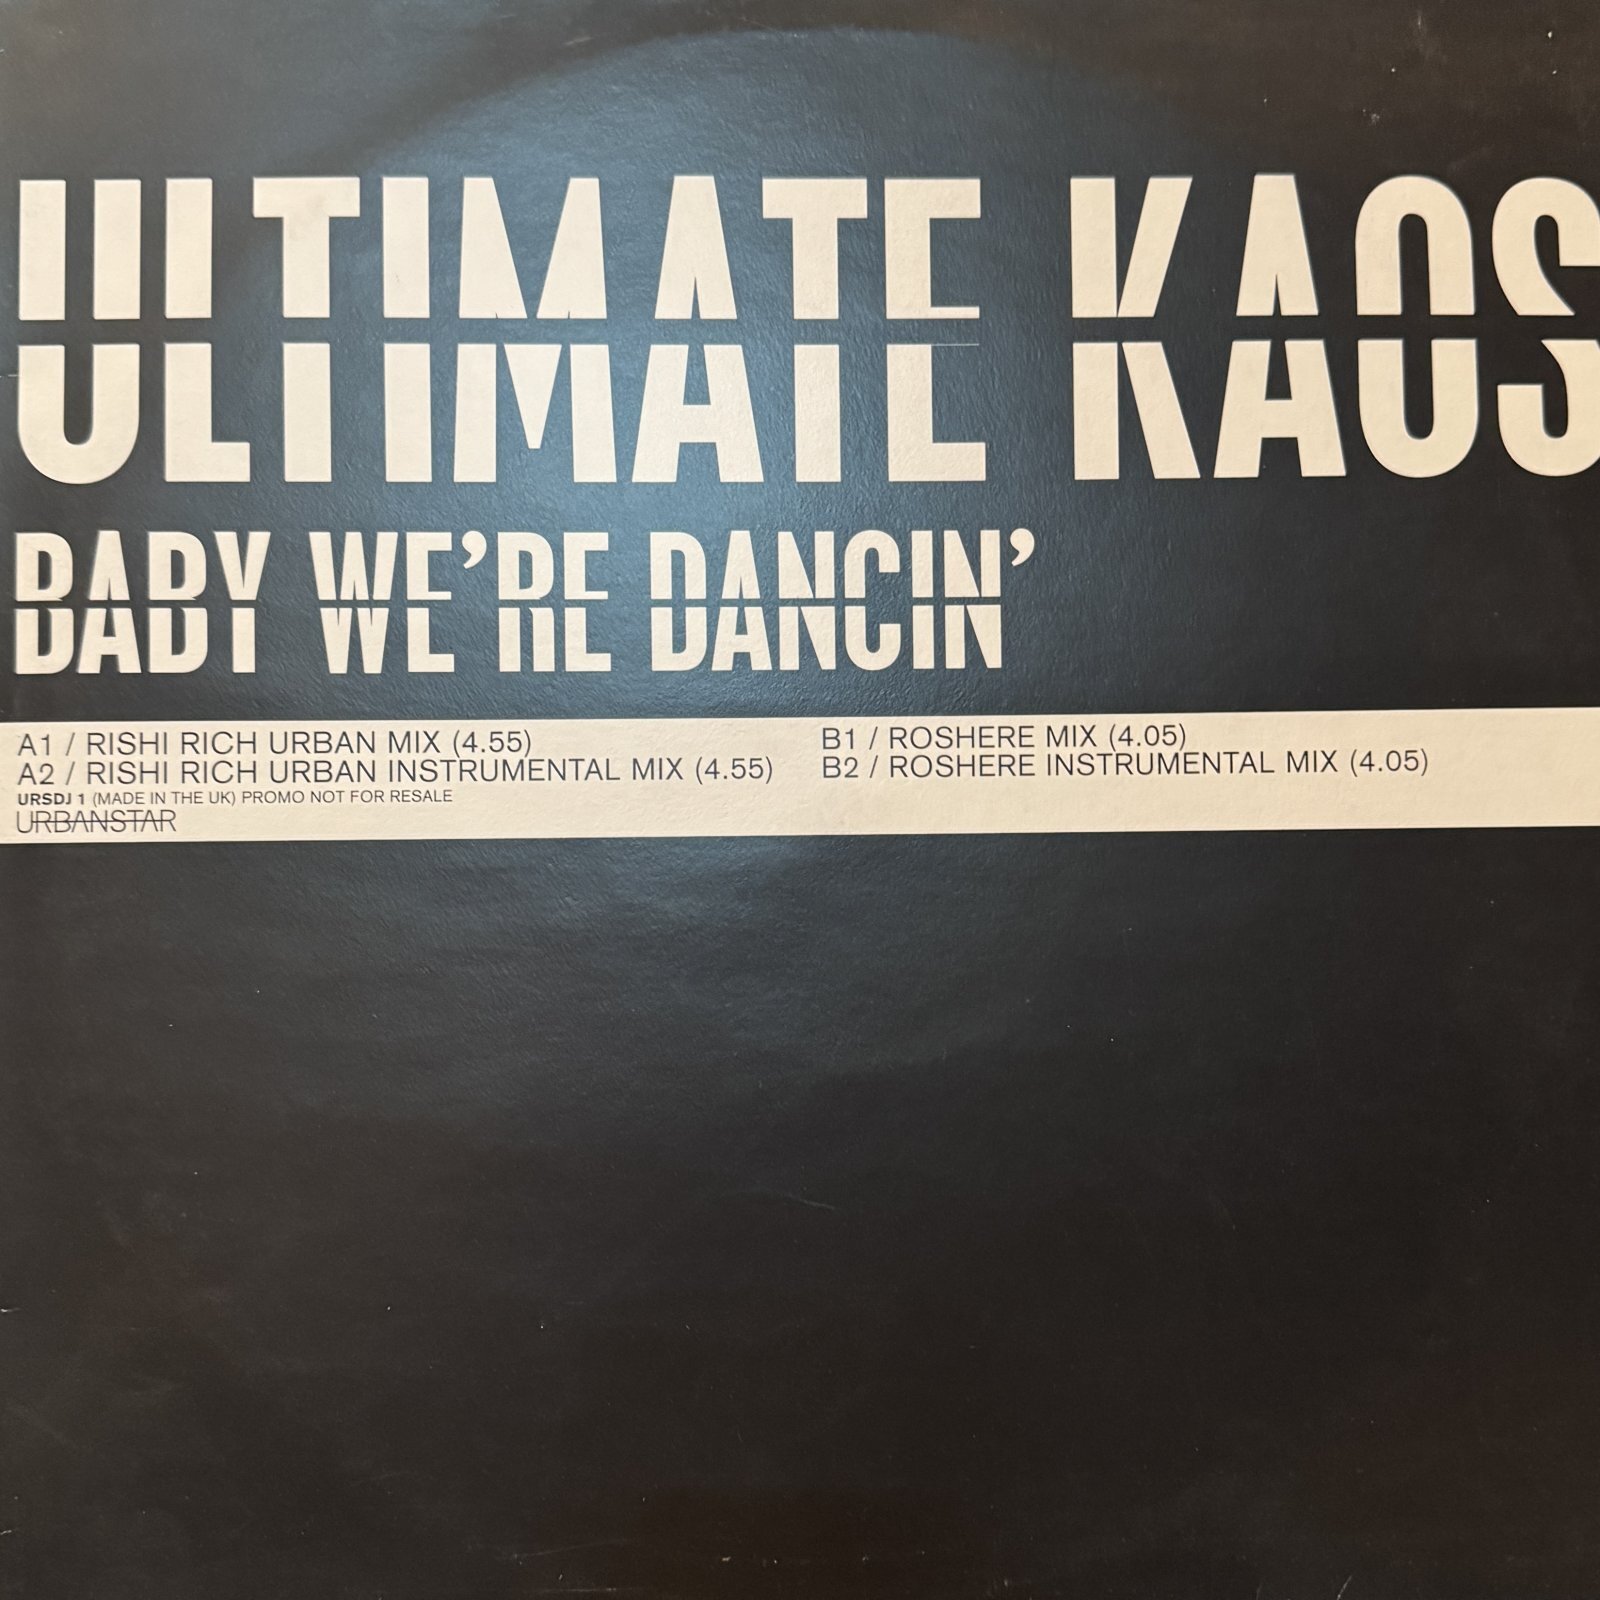 ULTIMATE KAOS
BABY WE'RE DANCIN'
A1 / RISHI RICH URBAN MIX (4.55)
A2 / RISHI RICH URBAN INSTRUMENTAL MIX (4.55)
URSDJ 1 (MADE IN THE UK) PROMO NOT FOR RESALE
URBANSTAR
B1 / ROSHERE MIX (4.05)
B2 / ROSHERE INSTRUMENTAL MIX (4.05)